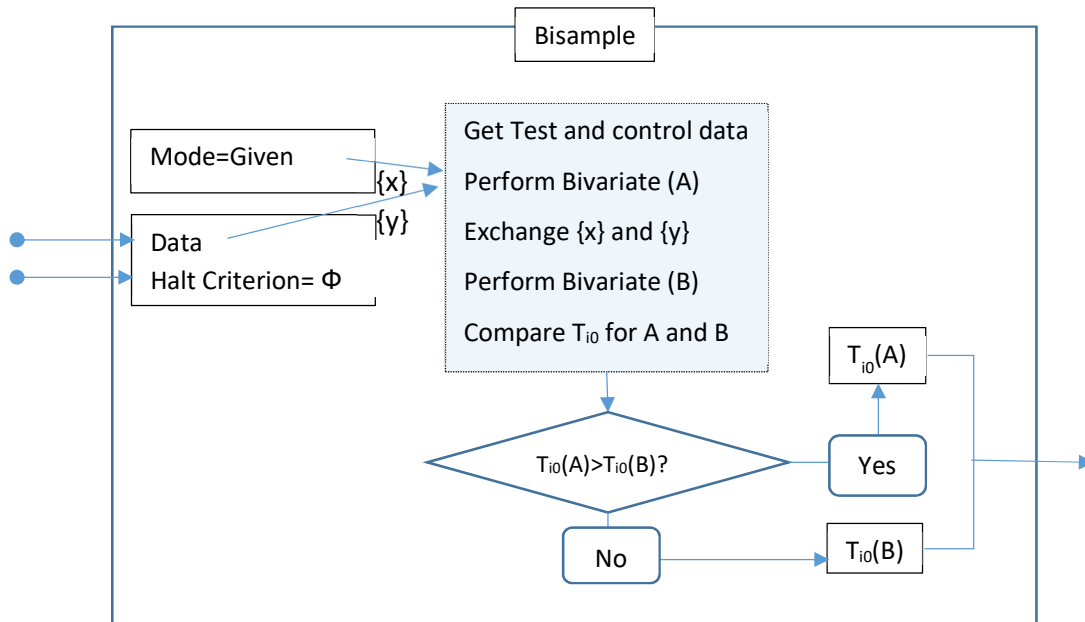 Bisample
Mode=Given
{x}
{y}
Data
Halt Criterion= Φ
Get Test and control data
Perform Bivariate (A)
Exchange {x} and {y}
Perform Bivariate (B)
Compare Ti0 for A and B
Ti0(A)>Ti0(B)?
Yes
Ti0(A)
No
Ti0(B)